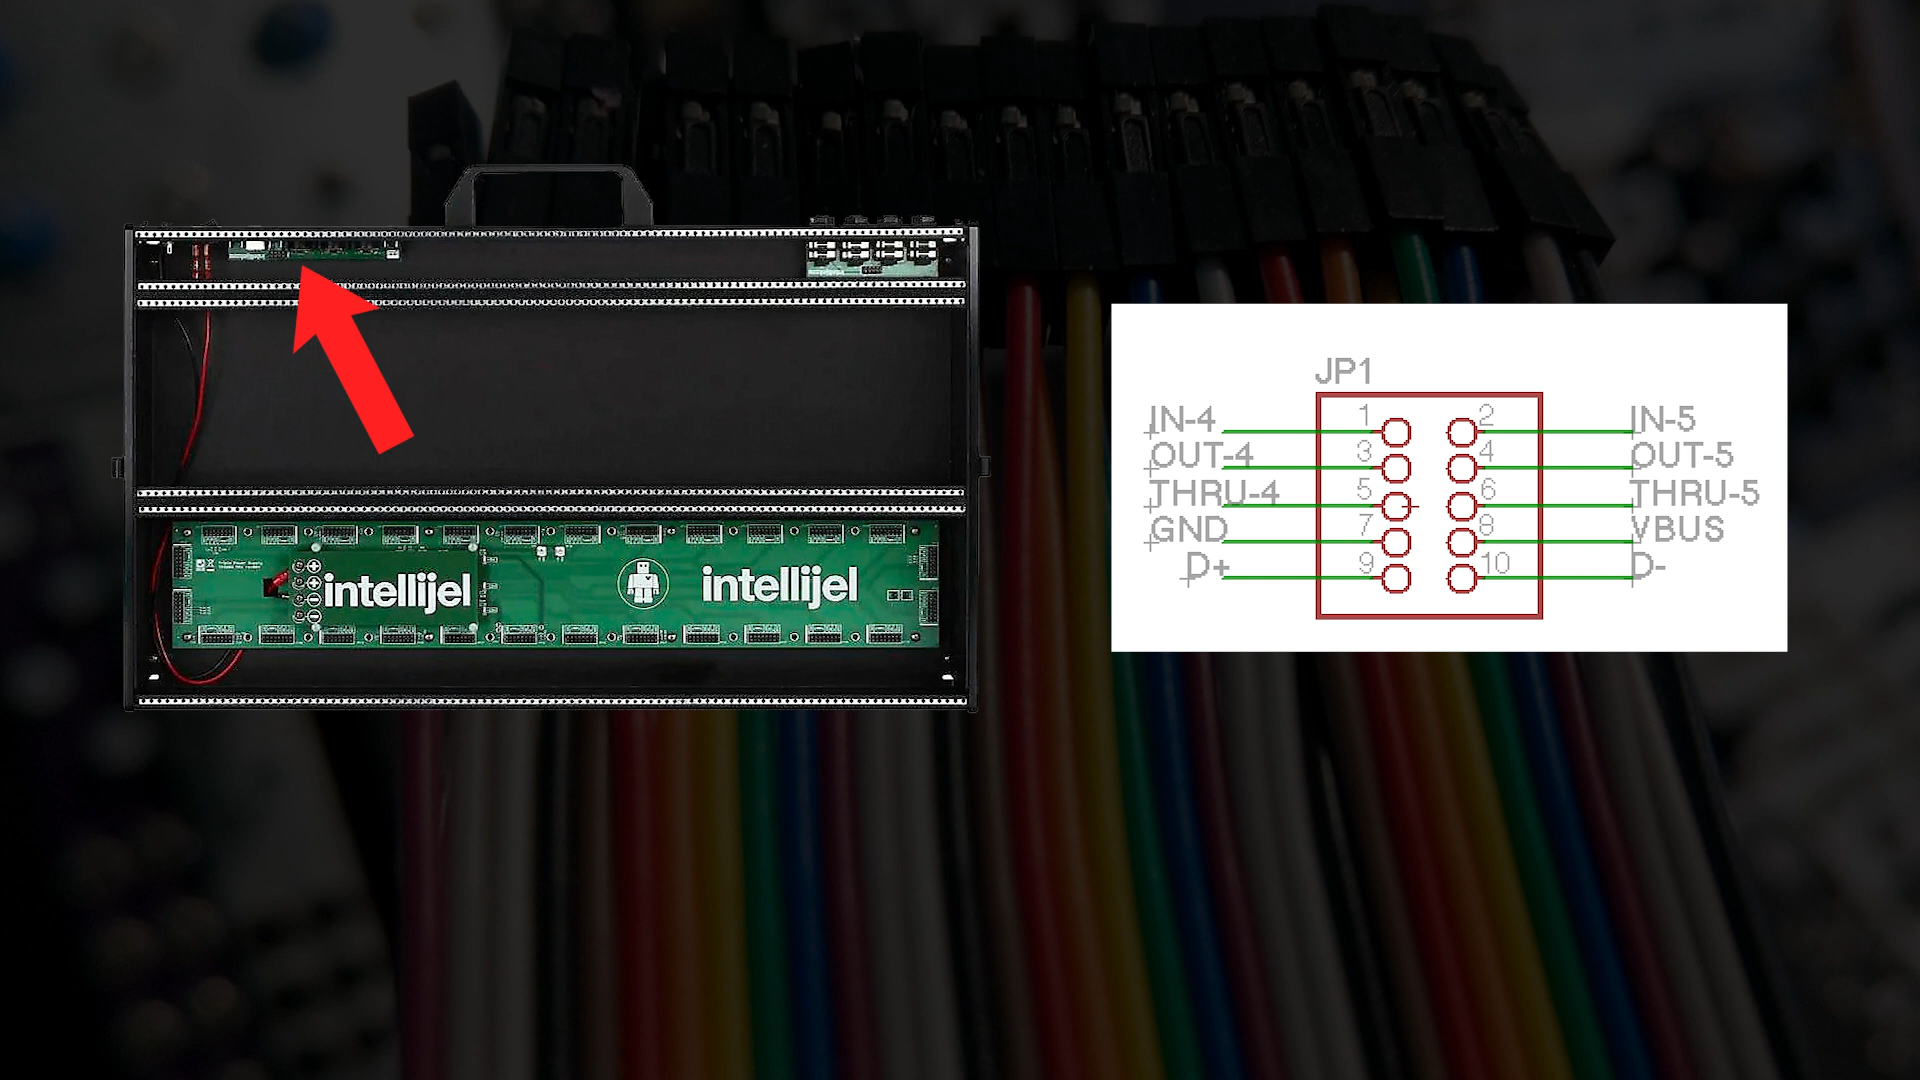 intellijel
intellijel
JP1
IN-4 1 2 IN-5
OUT-4 3 4 OUT-5
THRU-4 5 6 THRU-5
GND 7 8 VBUS
D+ 9 10 D-